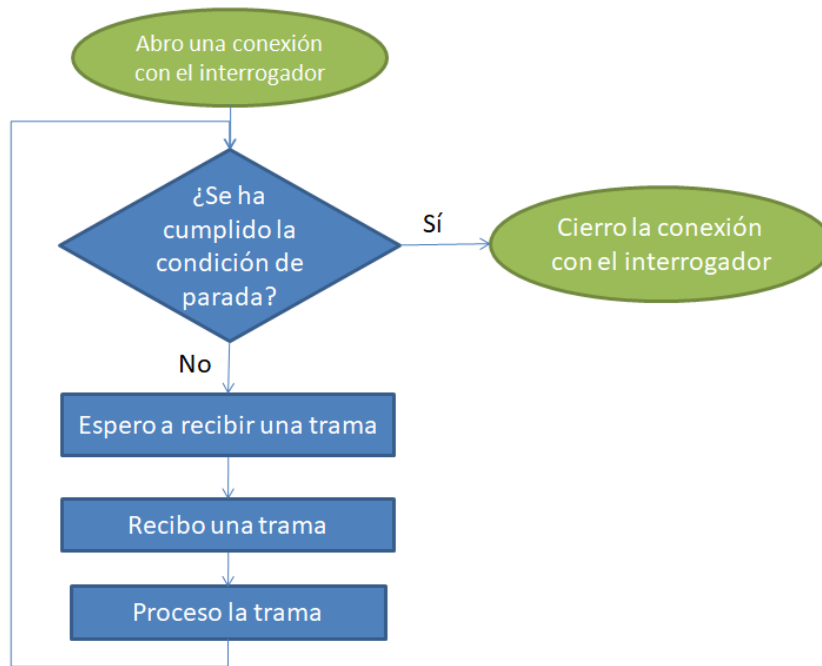 Abro una conexión
con el interrogador
¿Se ha
cumplido la
condición de
parada?
Sí
Cierro la conexión
con el interrogador
No
Espero a recibir una trama
Recibo una trama
Proceso la trama